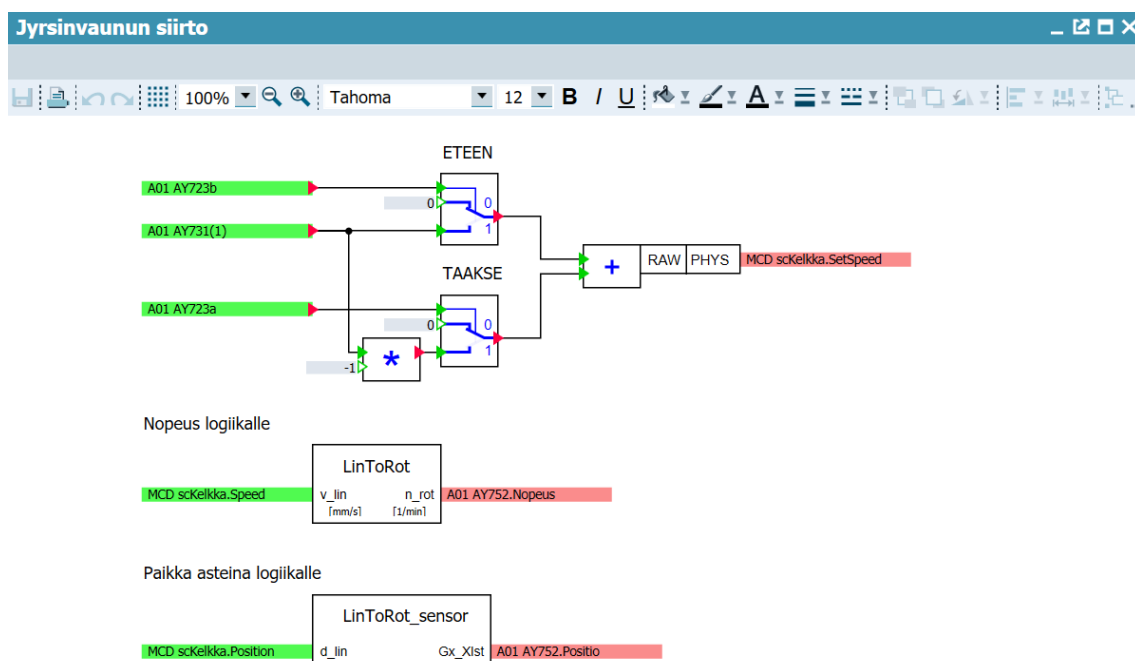 Jyrsinvaunun siirto
100% Tahoma 12 B I U A
ETEEN
A01 AY723b
0 0
A01 AY731(1) 1
+ RAW PHYS MCD scKelkka.SetSpeed
TAAKSE
A01 AY723a
0 0
1
-1 *
Nopeus logiikalle
LinToRot
MCD scKelkka.Speed v_lin n_rot A01 AY752.Nopeus
[mm/s] [1/min]
Paikka asteina logiikalle
LinToRot_sensor
MCD scKelkka.Position d_lin Gx_XIst A01 AY752.Positio